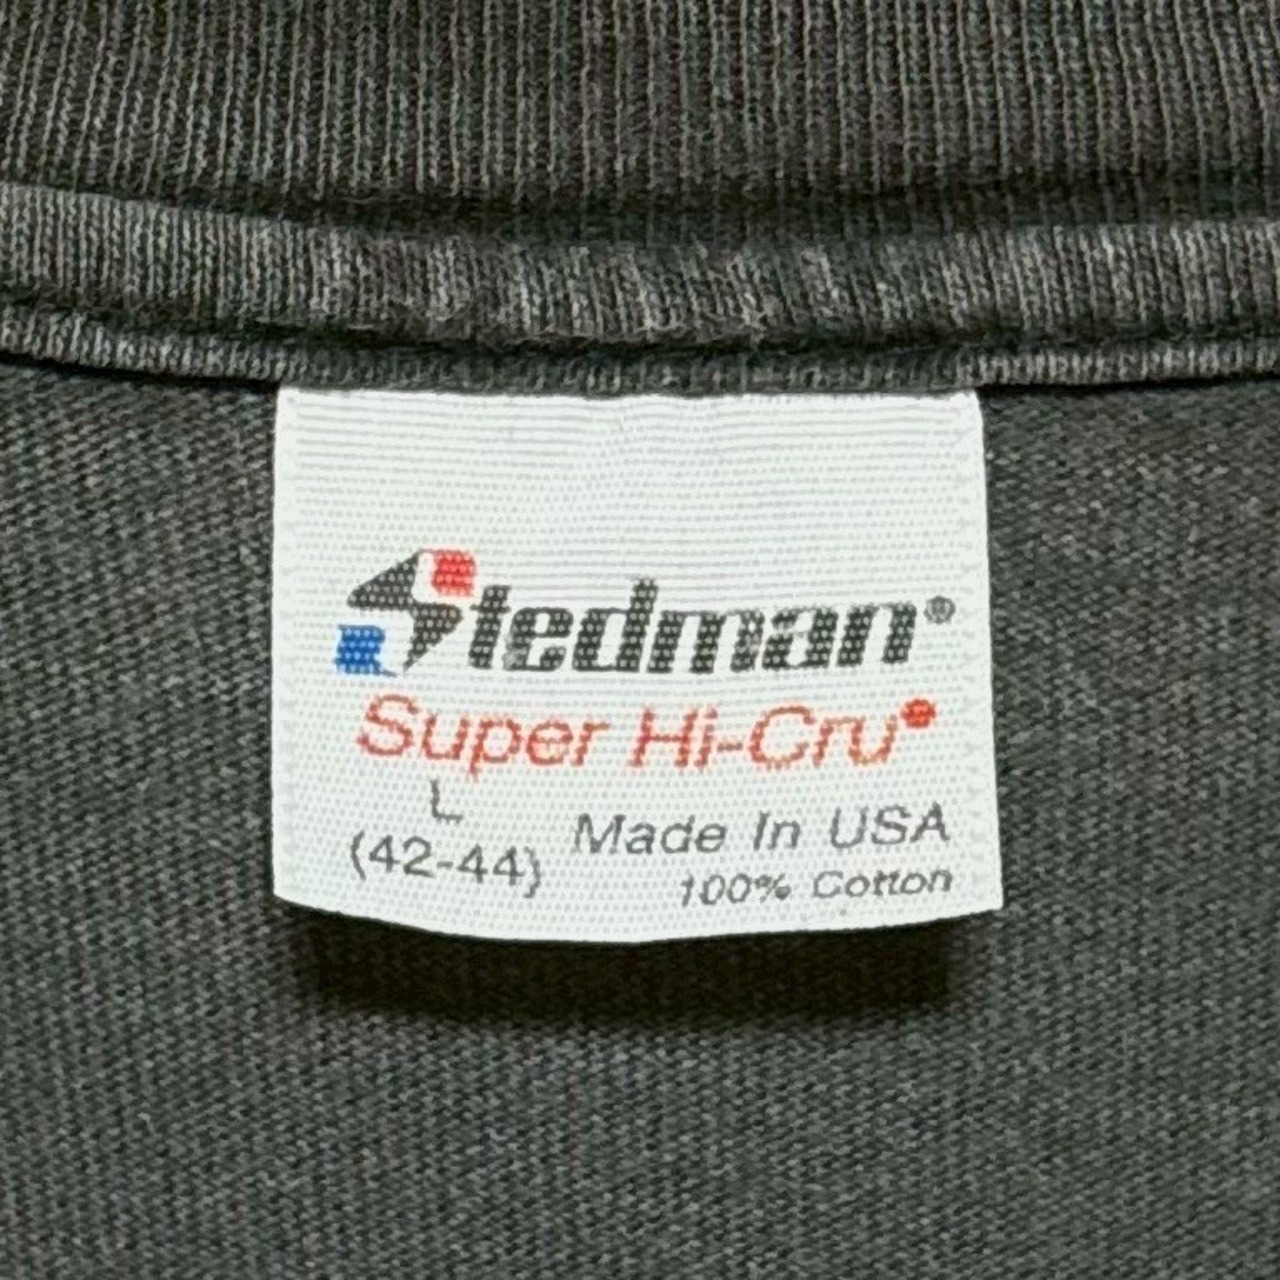 Stedman®
Super Hi-Cru®
L
(42-44)
Made In USA
100% Cotton